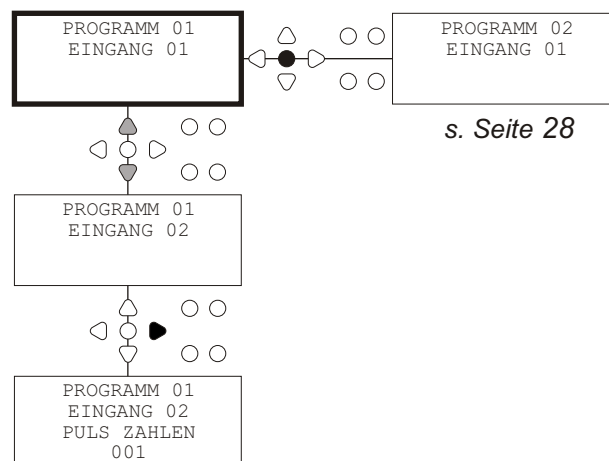 PROGRAMM 01
EINGANG 01
PROGRAMM 02
EINGANG 01
s. Seite 28
PROGRAMM 01
EINGANG 02
PROGRAMM 01
EINGANG 02
PULS ZAHLEN
001